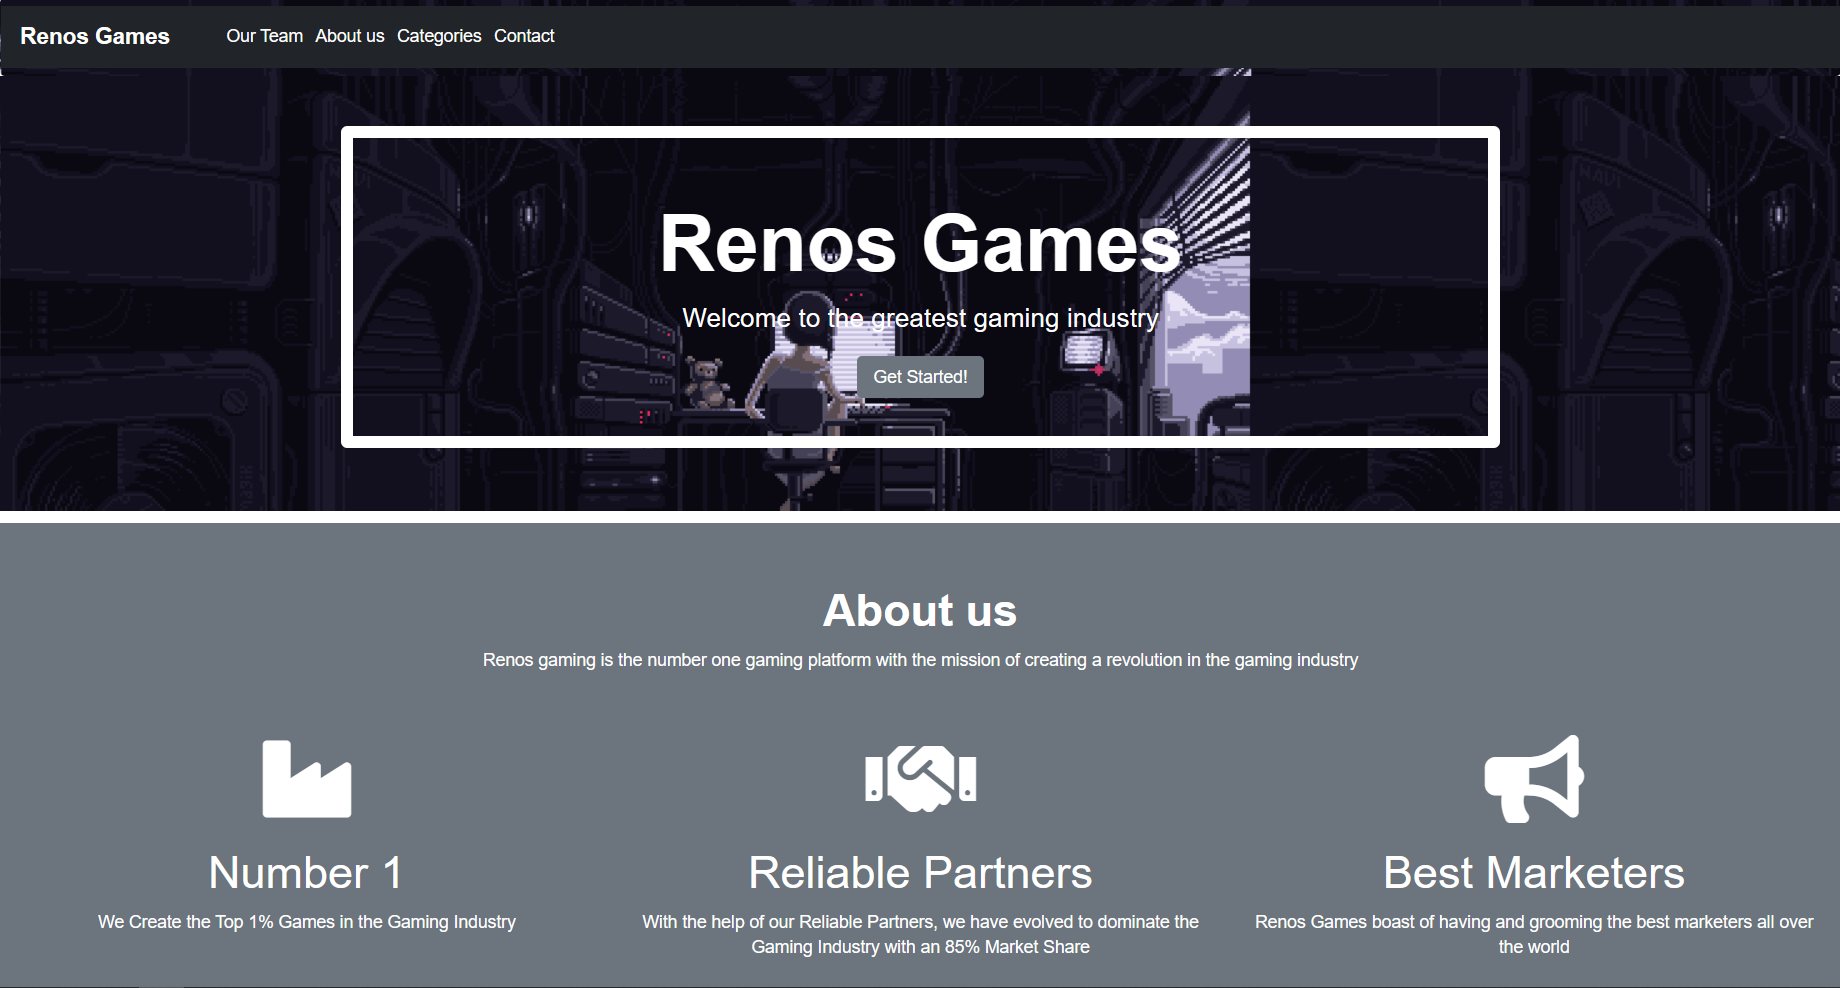 Renos Games
Our Team
About us
Categories
Contact
NAVI
Renos Games
Welcome to the greatest gaming industry
Get Started!
About us
Renos gaming is the number one gaming platform with the mission of creating a revolution in the gaming industry
Number 1
We Create the Top 1% Games in the Gaming Industry
Reliable Partners
With the help of our Reliable Partners, we have evolved to dominate the
Gaming Industry with an 85% Market Share
Best Marketers
Renos Games boast of having and grooming the best marketers all over
the world